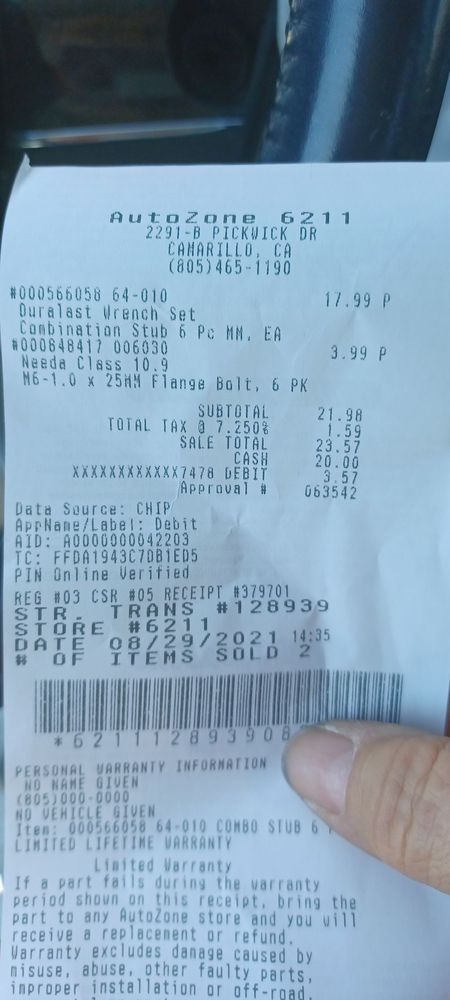 AutoZone 6211
2291-B PICKWICK DR
CAMARILLO, CA
(805)465-1190
#000566058 64-010 17.99 P
Duralast Wrench Set
Combination Stub 6 Pc MM, EA
#000848417 006030 3.99 P
Needa Class 10.9
M6-1.0 x 25MM Flange Bolt, 6 PK
SUBTOTAL 21.98
TOTAL TAX @ 7.250% 1.59
SALE TOTAL 23.57
CASH 20.00
XXXXXXXXXXXX7478 DEBIT 3.57
Approval # 063542
Data Source: CHIP
AppName/Label: Debit
AID: A0000000042203
TC: FFDA1943C7DB1ED5
PIN Online Verified
REG #03 CSR #05 RECEIPT #379701
STR. TRANS #128939
STORE #6211
DATE 08/29/2021 14:35
# OF ITEMS SOLD 2
*621112893908
PERSONAL WARRANTY INFORMATION
NO NAME GIVEN
(805)000-0000
NO VEHICLE GIVEN
Item: 000566058 64-010 COMBO STUB 6
LIMITED LIFETIME WARRANTY
Limited Warranty
If a part fails during the warranty
period shown on this receipt, bring the
part to any AutoZone store and you will
receive a replacement or refund.
Warranty excludes damage caused by
misuse, abuse, other faulty parts,
improper installation or off-road,